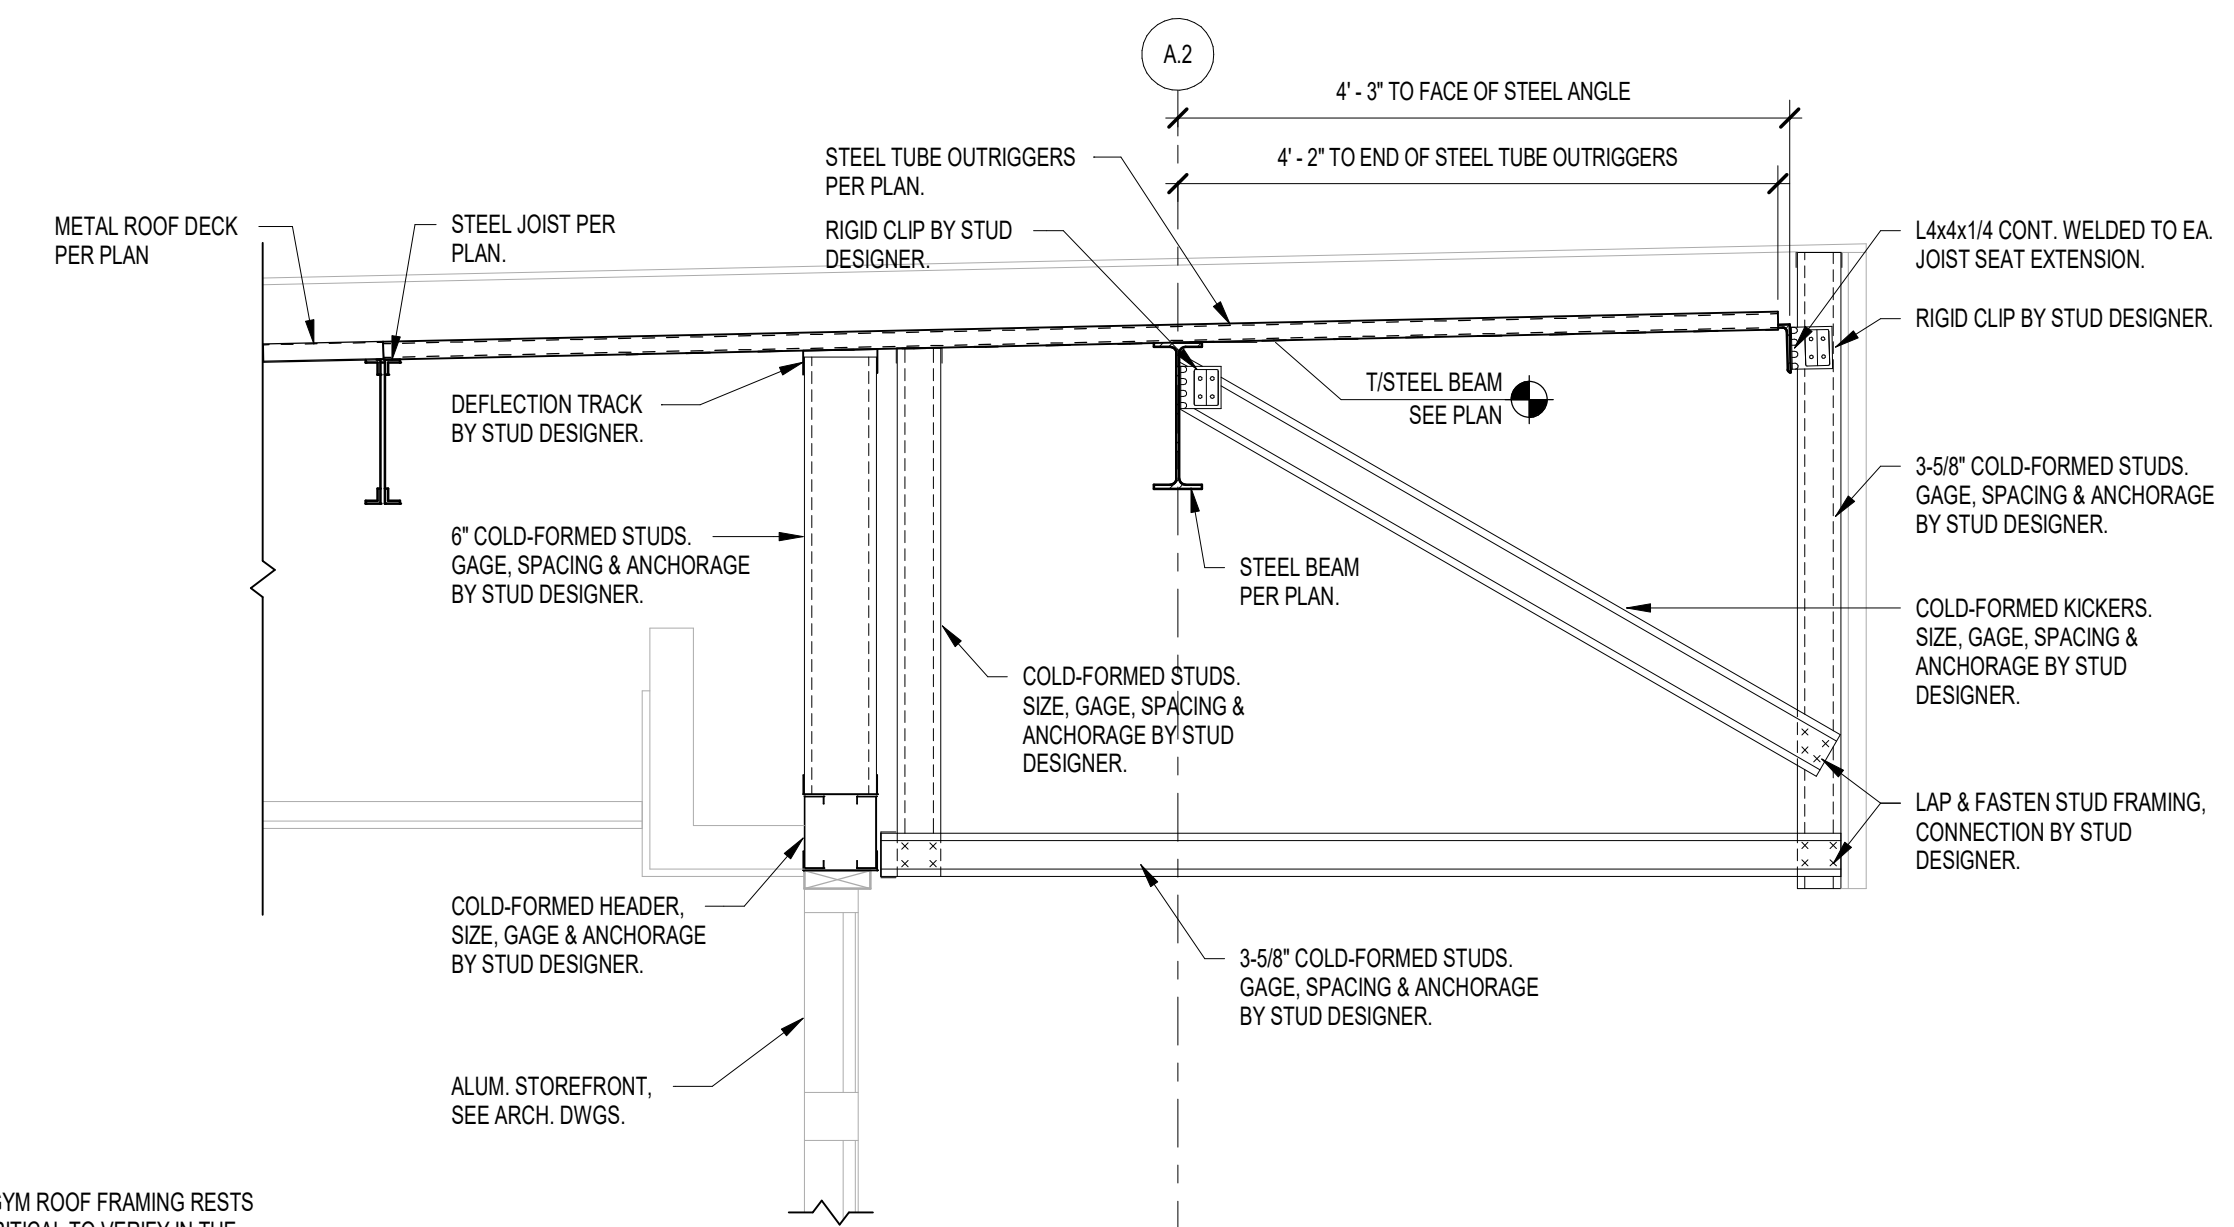 A.2
4' - 3" TO FACE OF STEEL ANGLE
4' - 2" TO END OF STEEL TUBE OUTRIGGERS
STEEL TUBE OUTRIGGERS
PER PLAN.
RIGID CLIP BY STUD
DESIGNER.
METAL ROOF DECK
PER PLAN
STEEL JOIST PER
PLAN.
L4x4x1/4 CONT. WELDED TO EA.
JOIST SEAT EXTENSION.
RIGID CLIP BY STUD DESIGNER.
T/STEEL BEAM
SEE PLAN
DEFLECTION TRACK
BY STUD DESIGNER.
3-5/8" COLD-FORMED STUDS.
GAGE, SPACING & ANCHORAGE
BY STUD DESIGNER.
6" COLD-FORMED STUDS.
GAGE, SPACING & ANCHORAGE
BY STUD DESIGNER.
STEEL BEAM
PER PLAN.
COLD-FORMED KICKERS.
SIZE, GAGE, SPACING &
ANCHORAGE BY STUD
DESIGNER.
COLD-FORMED STUDS.
SIZE, GAGE, SPACING &
ANCHORAGE BY STUD
DESIGNER.
LAP & FASTEN STUD FRAMING,
CONNECTION BY STUD
DESIGNER.
COLD-FORMED HEADER,
SIZE, GAGE & ANCHORAGE
BY STUD DESIGNER.
3-5/8" COLD-FORMED STUDS.
GAGE, SPACING & ANCHORAGE
BY STUD DESIGNER.
ALUM. STOREFRONT,
SEE ARCH. DWGS.
GYM ROOF FRAMING RESTS
TO VERIFY IN THE